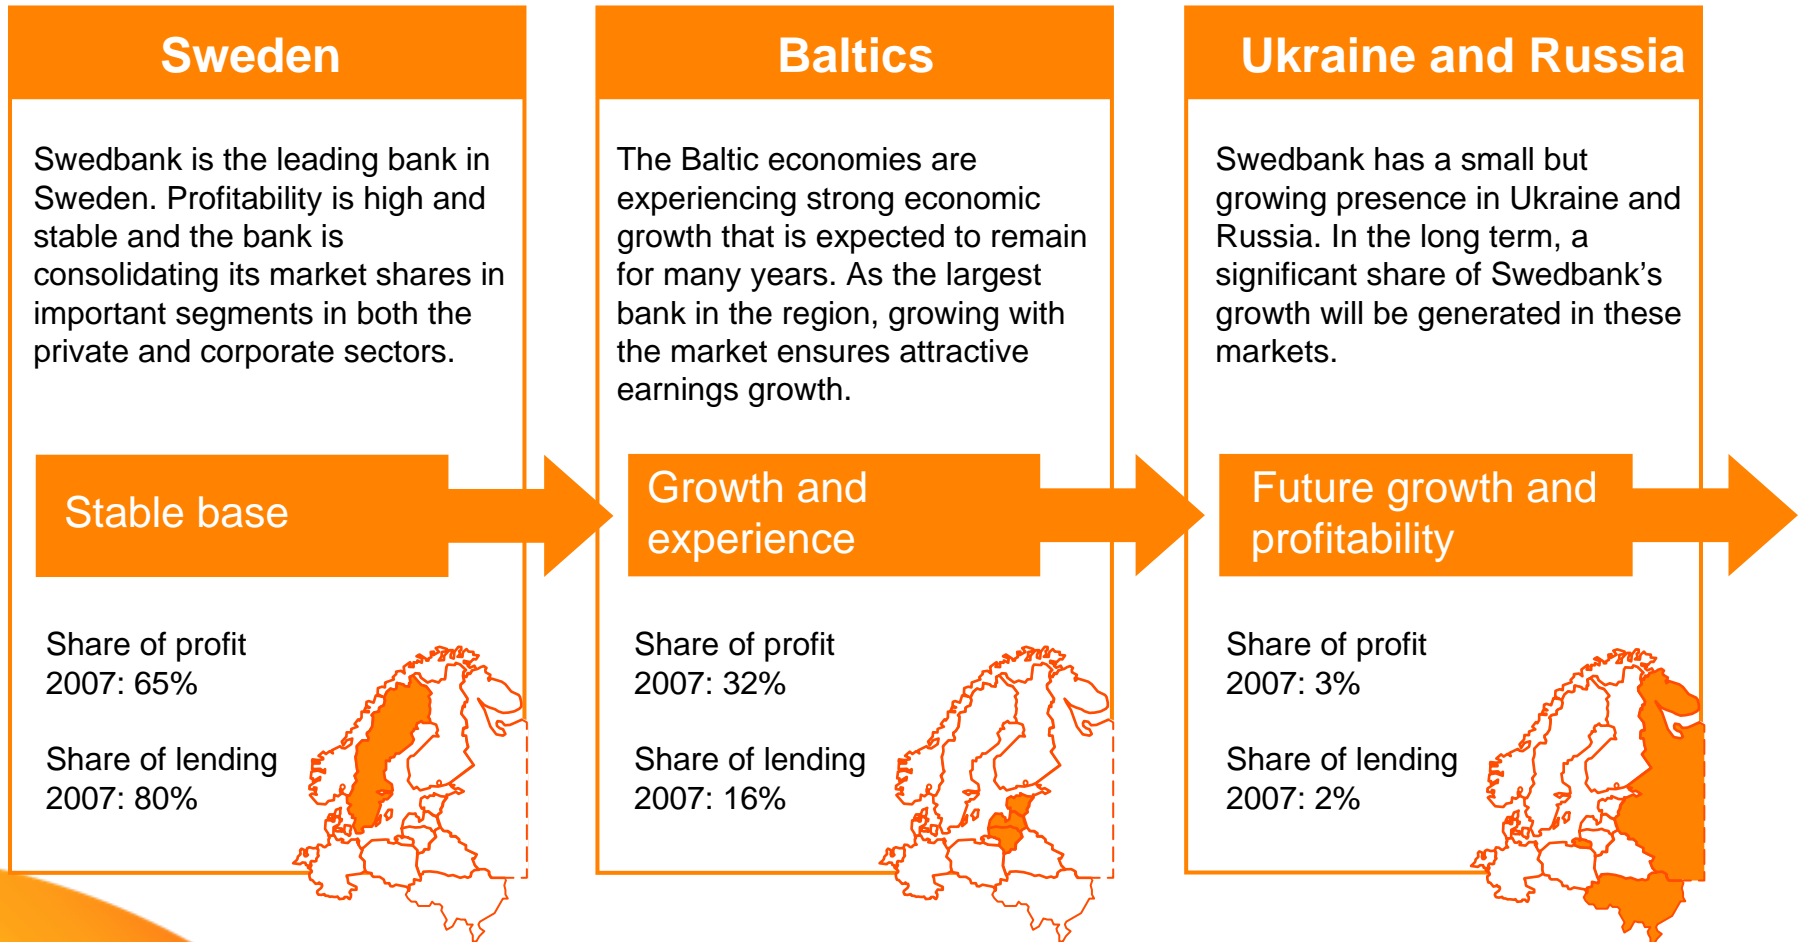 Sweden
Swedbank is the leading bank in
Sweden. Profitability is high and
stable and the bank is
consolidating its market shares in
important segments in both the
private and corporate sectors.
Stable base
Share of profit
2007: 65%
Share of lending
2007: 80%
Baltics
The Baltic economies are
experiencing strong economic
growth that is expected to remain
for many years. As the largest
bank in the region, growing with
the market ensures attractive
earnings growth.
Growth and
experience
Share of profit
2007: 32%
Share of lending
2007: 16%
Ukraine and Russia
Swedbank has a small but
growing presence in Ukraine and
Russia. In the long term, a
significant share of Swedbank’s
growth will be generated in these
markets.
Future growth and
profitability
Share of profit
2007: 3%
Share of lending
2007: 2%